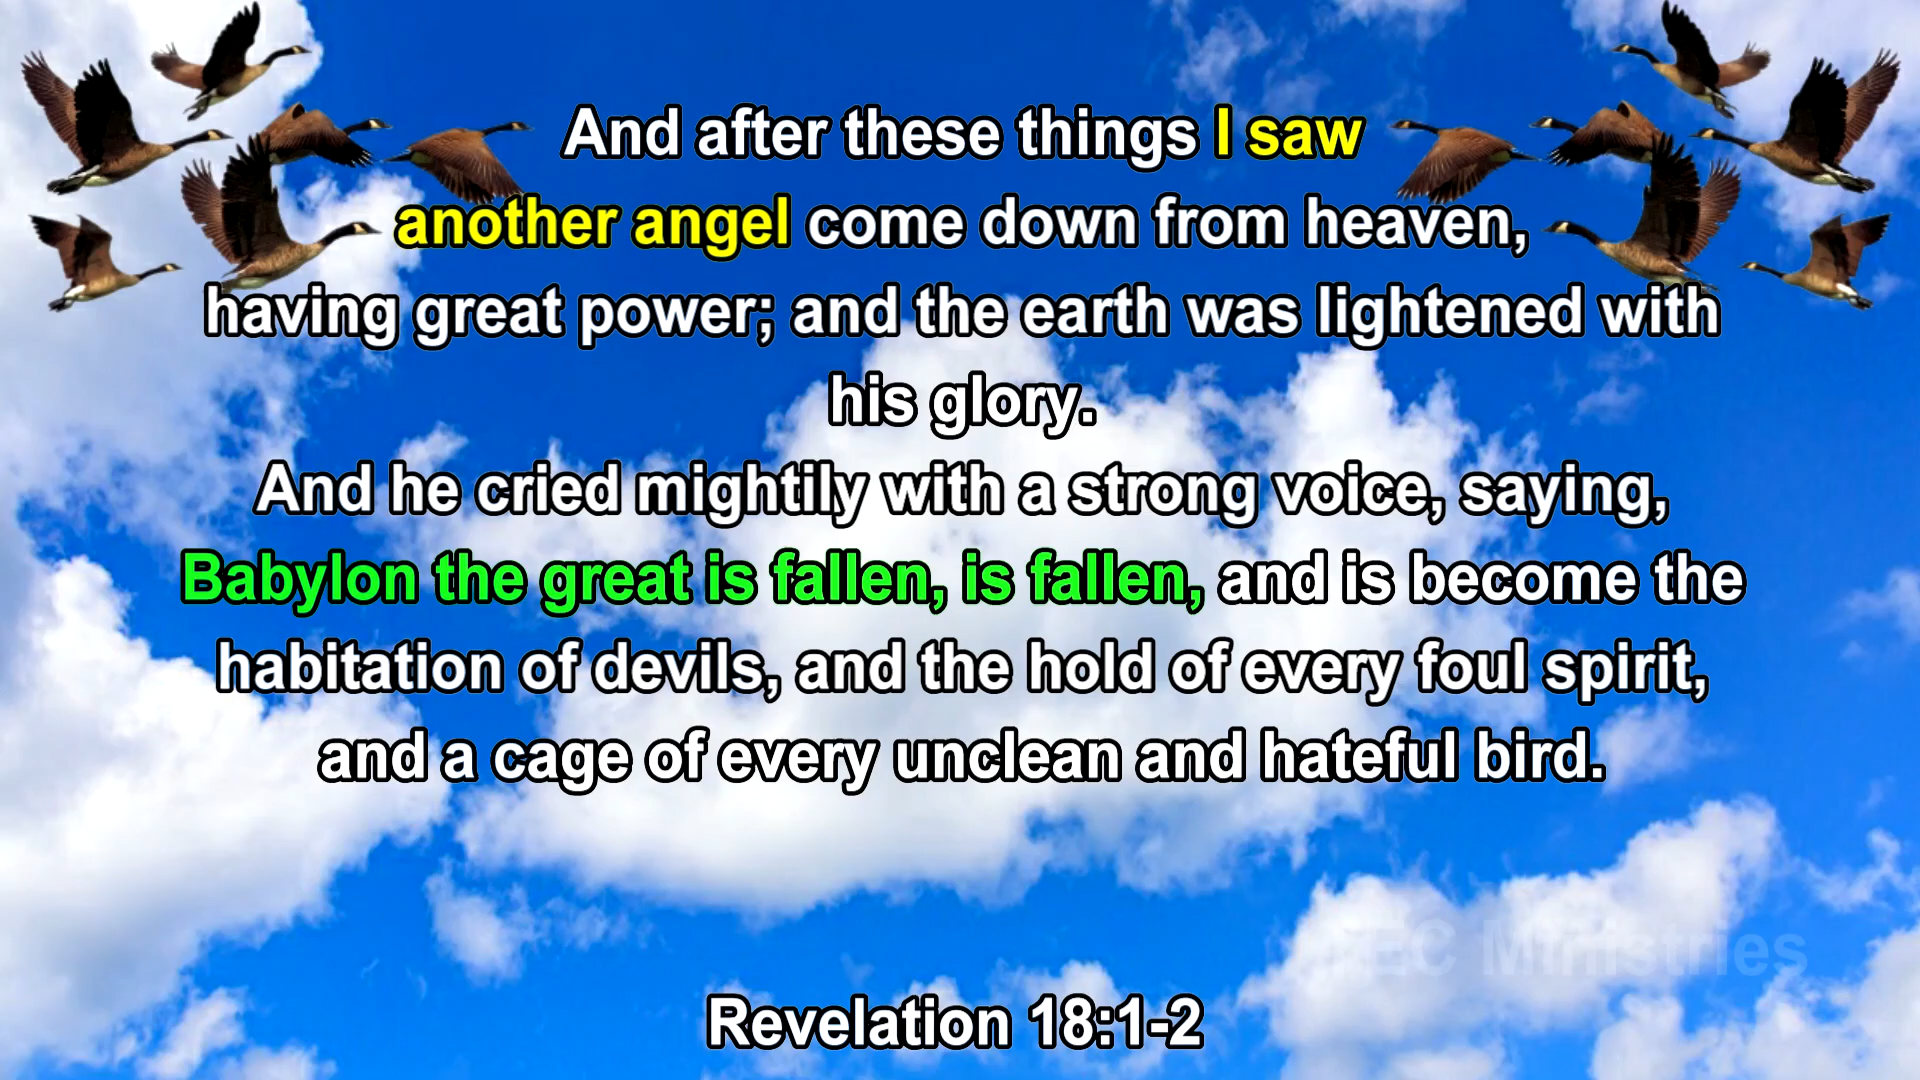 And after these things I saw
another angel come down from heaven,
having great power; and the earth was lightened with
his glory.
And he cried mightily with a strong voice, saying,
Babylon the great is fallen, is fallen, and is become the
habitation of devils, and the hold of every foul spirit,
and a cage of every unclean and hateful bird.
Ministries
Revelation 18:1-2